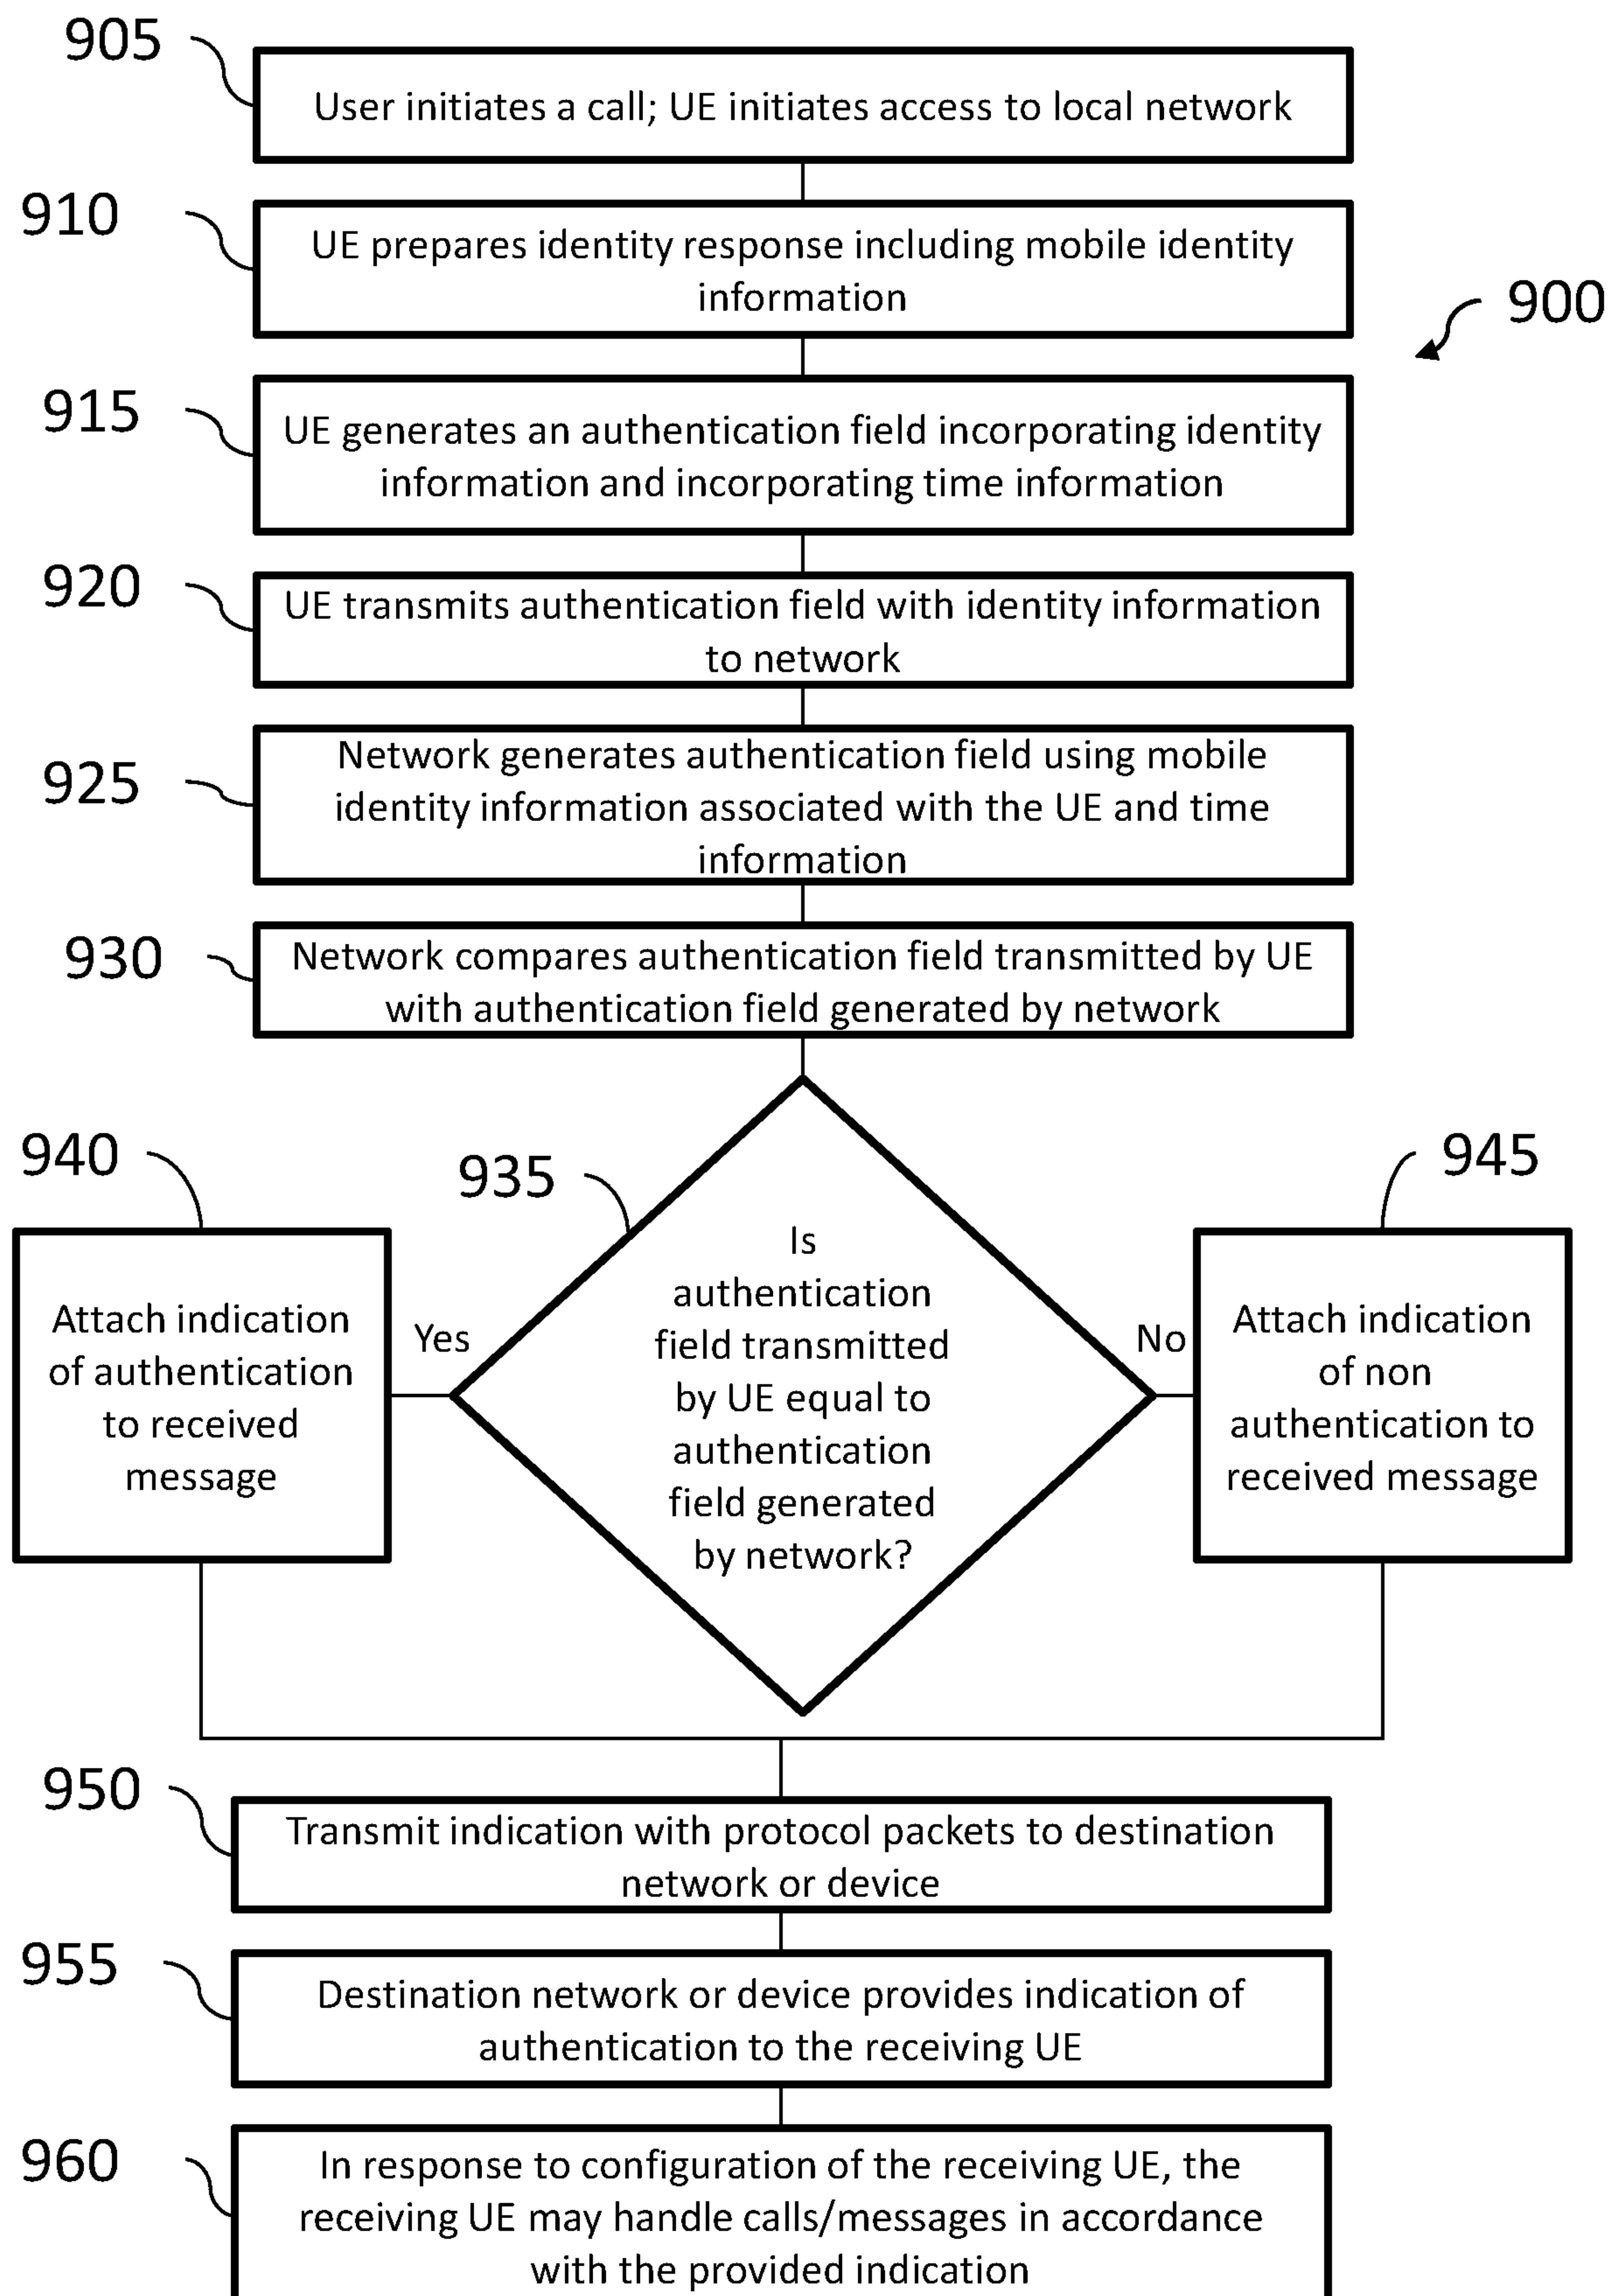 905
User initiates a call; UE initiates access to local network
910
UE prepares identity response including mobile identity
information
900
915
UE generates an authentication field incorporating identity
information and incorporating time information
920
UE transmits authentication field with identity information
to network
925
Network generates authentication field using mobile
identity information associated with the UE and time
information
930
Network compares authentication field transmitted by UE
with authentication field generated by network
940
935
945
Is
authentication
field transmitted
by UE equal to
authentication
field generated
by network?
Yes
Attach indication
of authentication
to received
message
No
Attach indication
of non
authentication to
received message
950
Transmit indication with protocol packets to destination
network or device
955
Destination network or device provides indication of
authentication to the receiving UE
960
In response to configuration of the receiving UE, the
receiving UE may handle calls/messages in accordance
with the provided indication